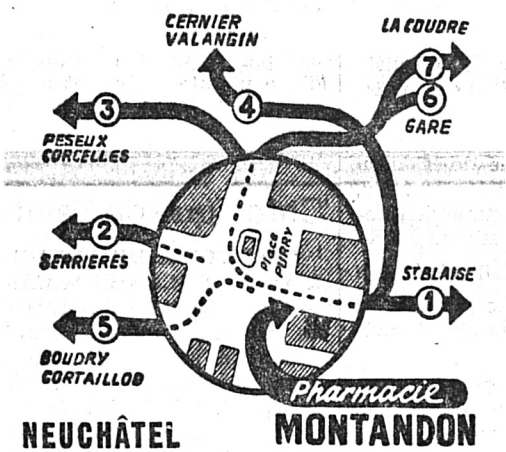 CERNIER
VALANGIN
LA COUDRE
7
6
GARE
4
3
PESEUX
CORCELLES
2
SERRIÈRES
Place
PURRY
ST BLAISE
1
5
BOUDRY
CORTAILLOD
Pharmacie
MONTANDON
NEUCHÂTEL